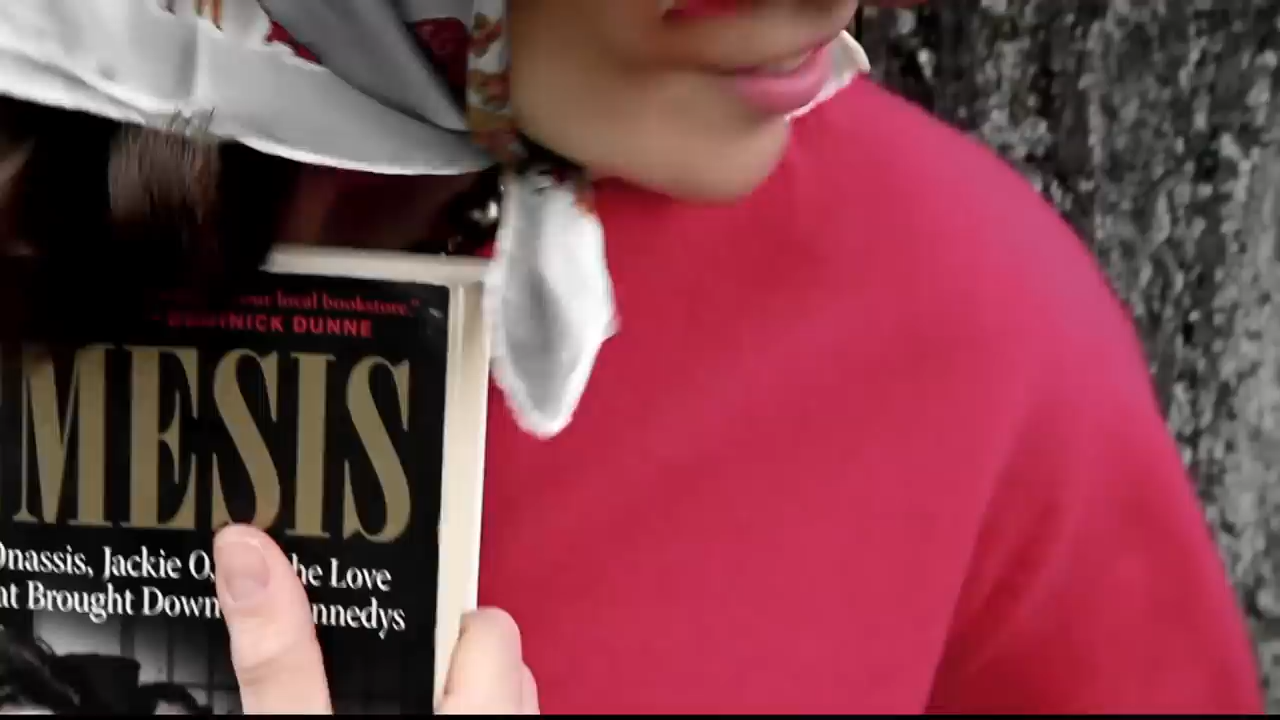 our local bookstore."
DOMINICK DUNNE
MESIS
Onassis, Jackie O, he Love
at Brought Down nnedys